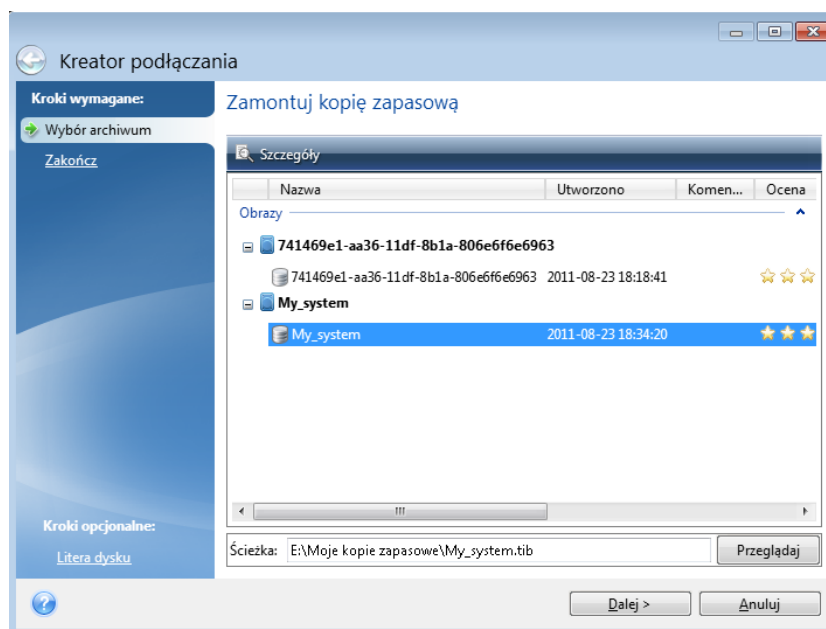 Kreator podłączania
Kroki wymagane:
Wybór archiwum
Zakończ
Kroki opcjonalne:
Litera dysku
Zamontuj kopię zapasową
Szczegóły
Nazwa Utworzono Komen... Ocena
Obrazy
741469e1-aa36-11df-8b1a-806e6f6e6963
741469e1-aa36-11df-8b1a-806e6f6e6963 2011-08-23 18:18:41
My_system
My_system 2011-08-23 18:34:20
Ścieżka: E:\Moje kopie zapasowe\My_system.tib Przeglądaj
Dalej > Anuluj